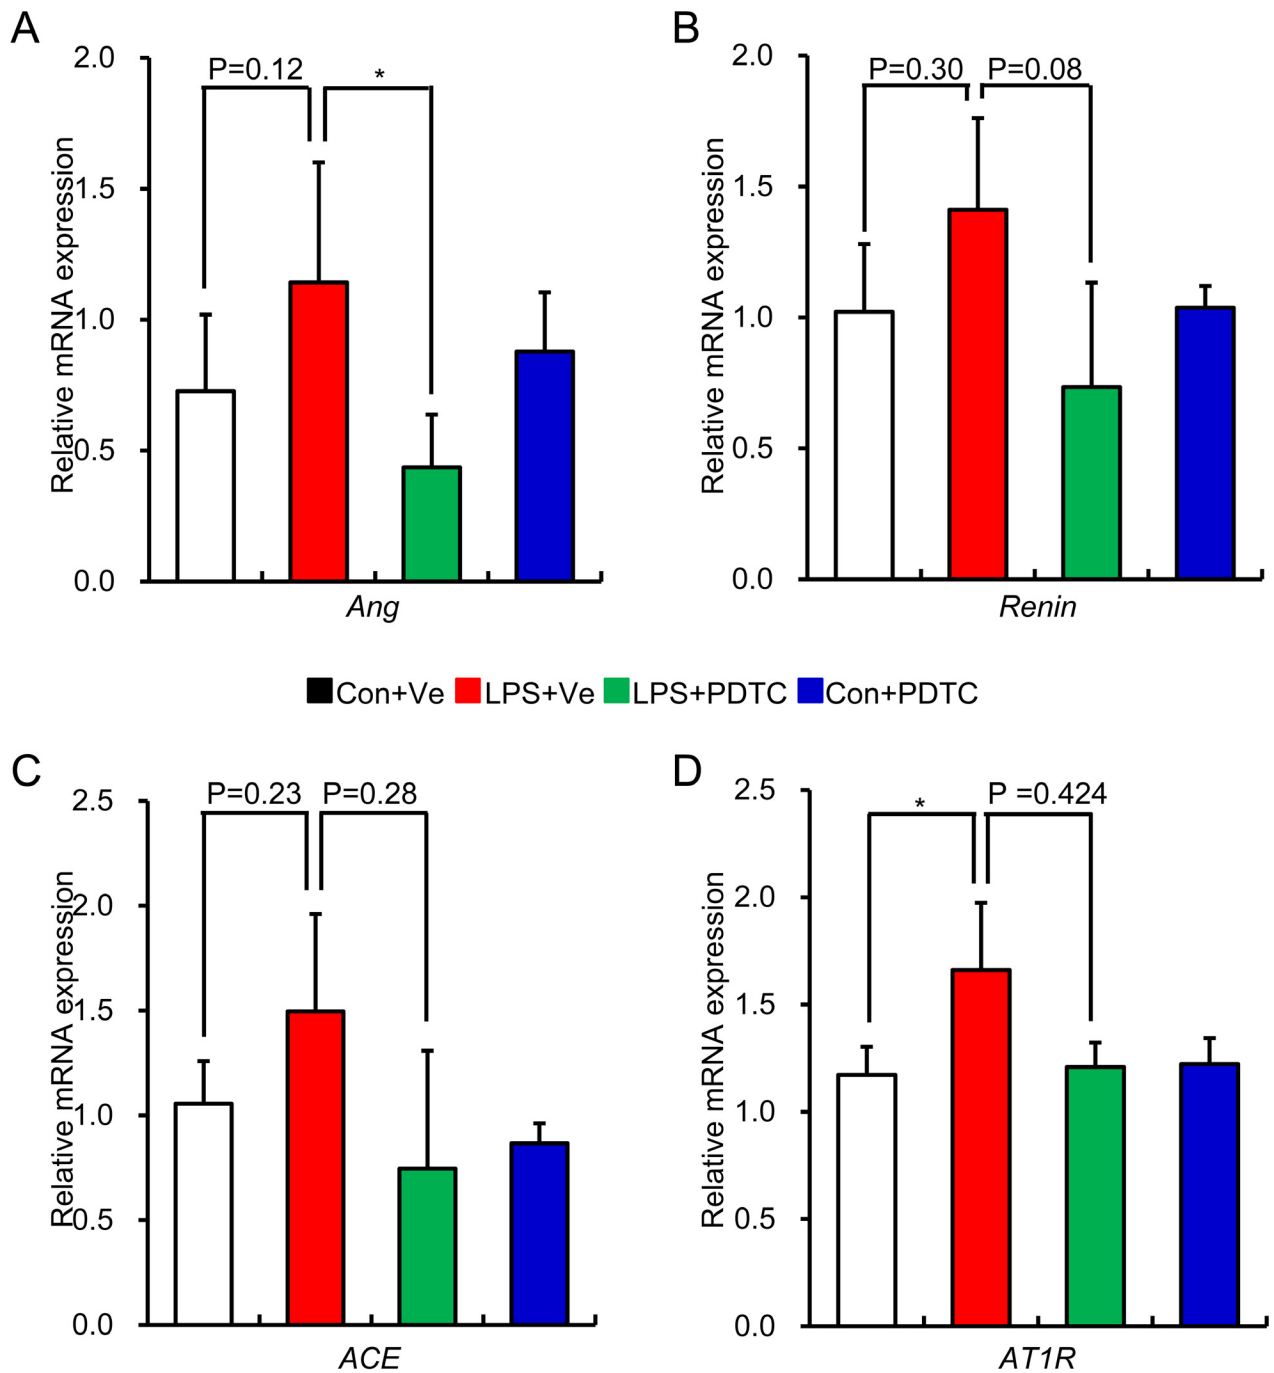 A
B
2.0
1.5
1.0
0.5
0.0
Relative mRNA expression
P=0.12
*
Ang
2.0
1.5
1.0
0.5
0.0
Relative mRNA expression
P=0.30
P=0.08
Renin
Con+Ve LPS+Ve LPS+PDTC Con+PDTC
C
D
2.5
2.0
1.5
1.0
0.5
0.0
Relative mRNA expression
P=0.23
P=0.28
ACE
2.5
2.0
1.5
1.0
0.5
0.0
Relative mRNA expression
*
P =0.424
AT1R